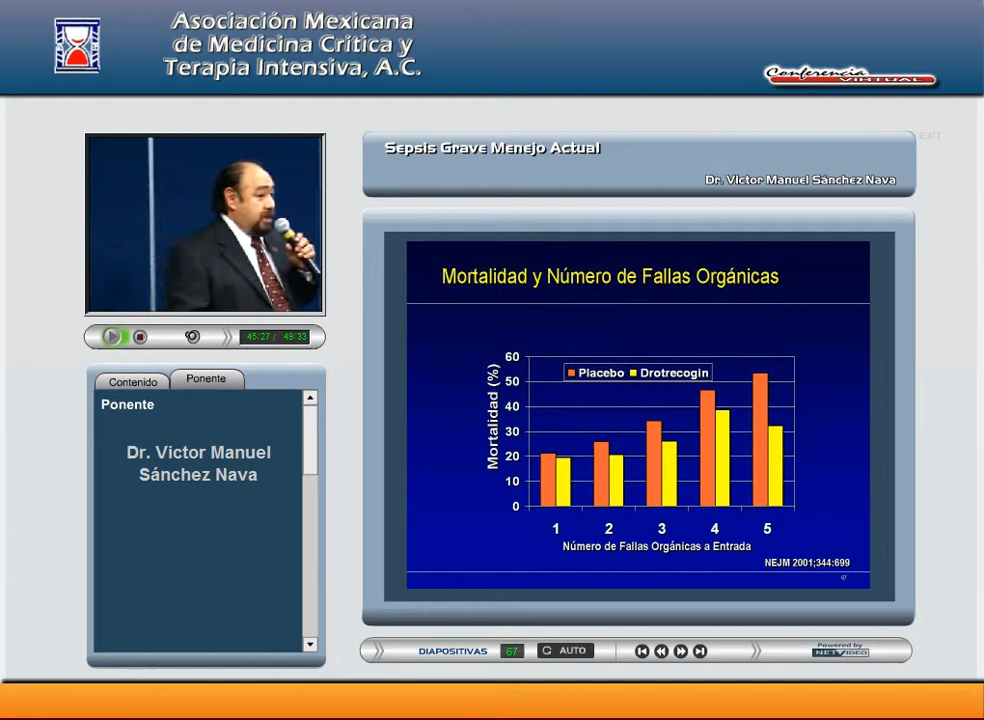 Asociación Mexicana
de Medicina Crítica y
Terapia Intensiva, A.C.
Conferencia
VIRTUAL
EXIT
Sepsis Grave Menejo Actual
Dr. Victor Manuel Sánchez Nava
45:27 / 49:33
Contenido
Ponente
Ponente
Dr. Victor Manuel
Sánchez Nava
Mortalidad y Número de Fallas Orgánicas
Placebo Drotrecogin
Mortalidad (%)
60
50
40
30
20
10
0
1 2 3 4 5
Número de Fallas Orgánicas a Entrada
NEJM 2001;344:699
67
DIAPOSITIVAS 67 AUTO
Powered by
NETVIDEO